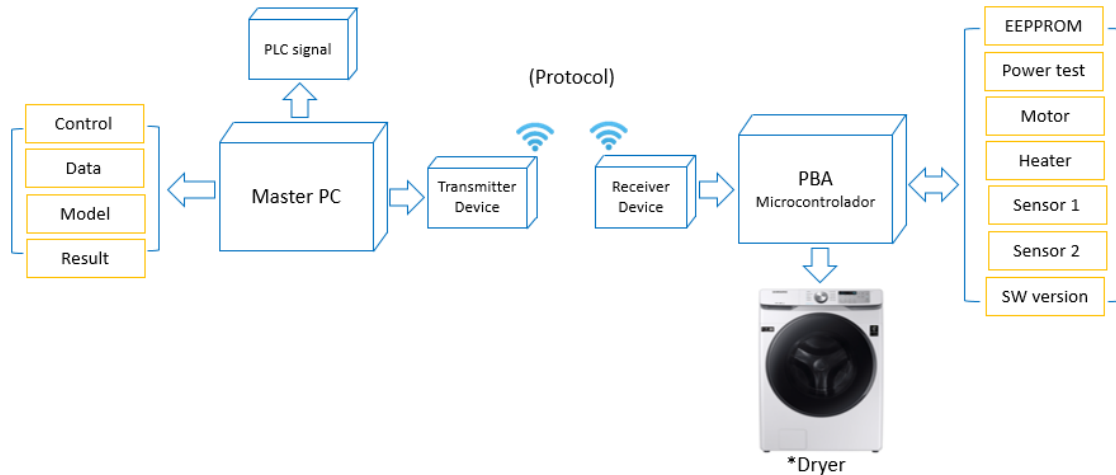 PLC signal
(Protocol)
Control
Data
Model
Result
Master PC
Transmitter
Device
Receiver
Device
PBA
Microcontrolador
EEPPROM
Power test
Motor
Heater
Sensor 1
Sensor 2
SW version
*Dryer